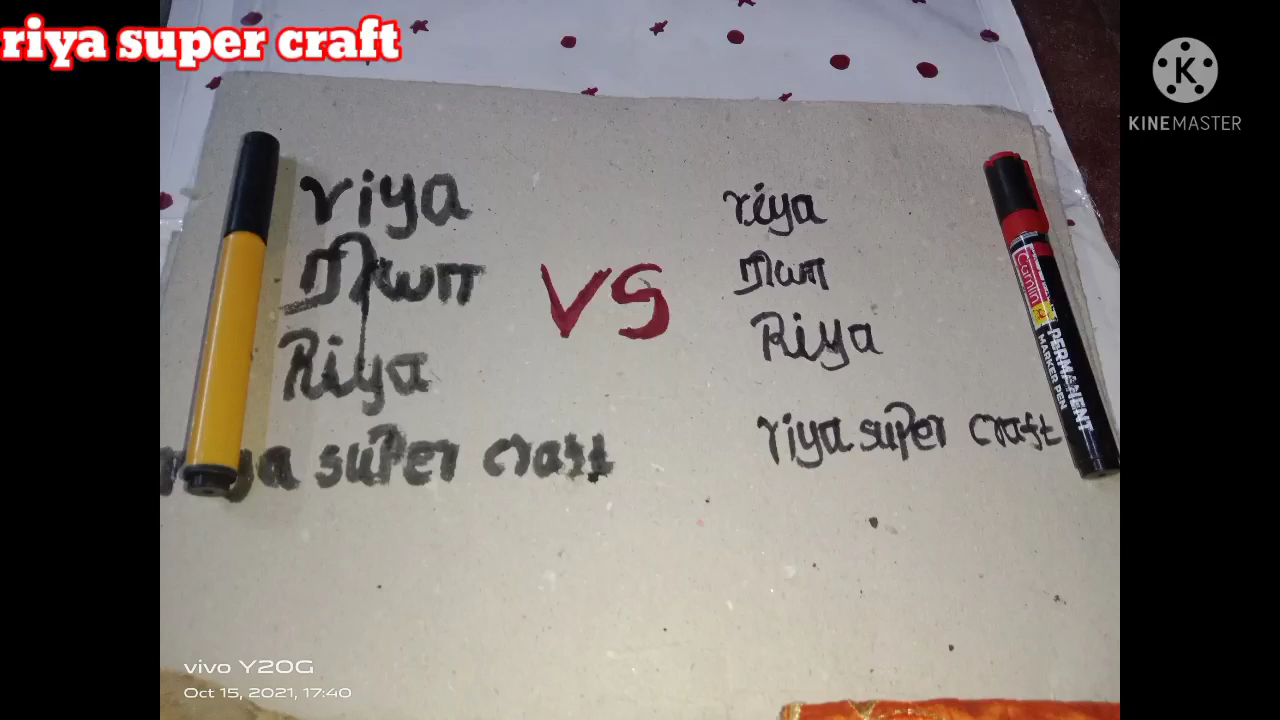 riya super craft
KINEMASTER
riya
ரியா
Riya
riya super craft
VS
riya
ரியா
Riya
riya super craft
Camlin
PERMANENT
MARKER PEN
vivo Y20G
Oct 15, 2021, 17:40